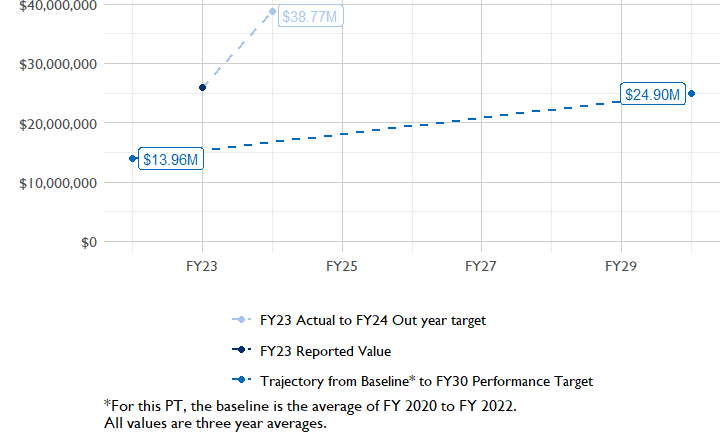 $40,000,000
$38.77M
$30,000,000
$24.90M
$20,000,000
$13.96M
$10,000,000
$0
FY23 FY25 FY27 FY29
FY23 Actual to FY24 Out year target
FY23 Reported Value
Trajectory from Baseline* to FY30 Performance Target
*For this PT, the baseline is the average of FY 2020 to FY 2022.
All values are three year averages.